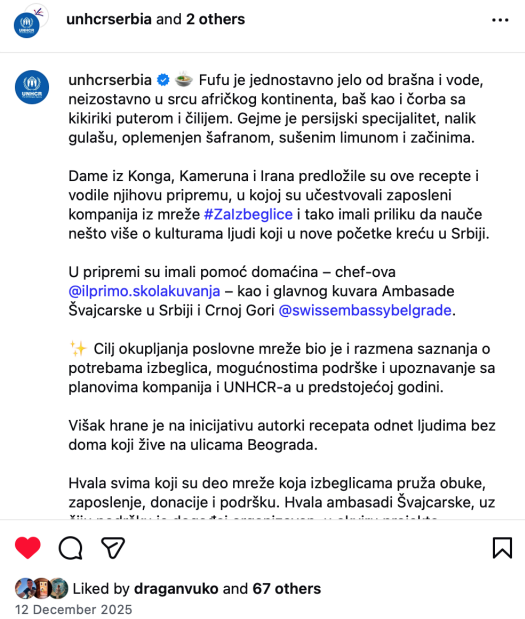 unhcrserbia and 2 others
unhcrserbia 🍲 Fufu je jednostavno jelo od brašna i vode,
neizostavno u srcu afričkog kontinenta, baš kao i čorba sa
kikiriki puterom i čilijem. Gejme je persijski specijalitet, nalik
gulašu, oplemenjen šafranom, sušenim limunom i začinima.
Dame iz Konga, Kameruna i Irana predložile su ove recepte i
vodile njihovu pripremu, u kojoj su učestvovali zaposleni
kompanija iz mreže #ZaIzbeglice i tako imali priliku da nauče
nešto više o kulturama ljudi koji u nove početke kreću u Srbiji.
U pripremi su imali pomoć domaćina – chef-ova
@ilprimo.skolakuvanja – kao i glavnog kuvara Ambasade
Švajcarske u Srbiji i Crnoj Gori @swissembassybelgrade.
✨ Cilj okupljanja poslovne mreže bio je i razmena saznanja o
potrebama izbeglica, mogućnostima podrške i upoznavanje sa
planovima kompanija i UNHCR-a u predstojećoj godini.
Višak hrane je na inicijativu autorki recepata odnet ljudima bez
doma koji žive na ulicama Beograda.
Hvala svima koji su deo mreže koja izbeglicama pruža obuke,
zaposlenje, donacije i podršku. Hvala ambasadi Švajcarske, uz
Liked by draganvuko and 67 others
12 December 2025